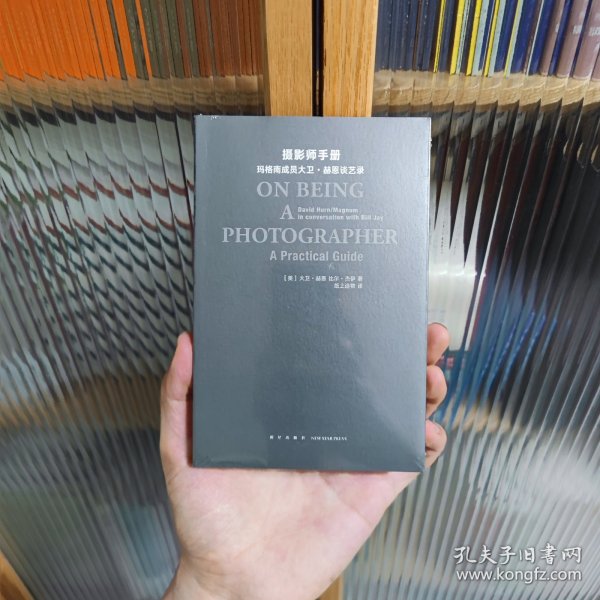 摄影师手册
玛格南成员大卫·赫恩谈艺录
ON BEING
A
David Hurn/Magnum
in conversation with Bill Jay
PHOTOGRAPHER
A Practical Guide
[英] 大卫·赫恩 比尔·杰伊 著
新星出版社 NEW STAR PRESS
孔夫子旧书网
www.kongfz.com